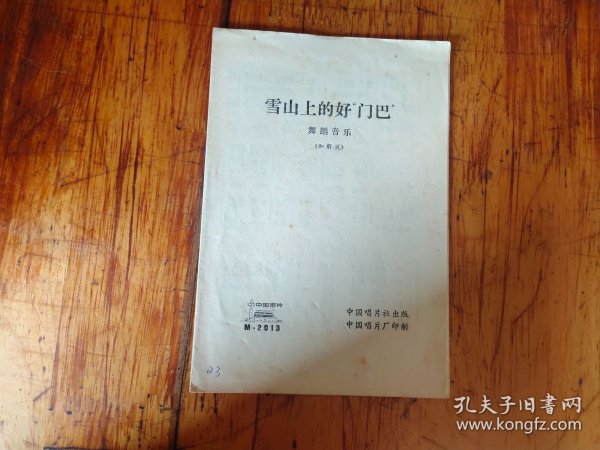 雪山上的好“门巴”
舞蹈音乐
(加解说)
中国唱片
M-2013
中国唱片社出版
中国唱片厂印制
23
孔夫子旧书网
www.kongfz.com